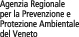 Agenzia Regionale
per la Prevenzione e
Protezione Ambientale
del Veneto